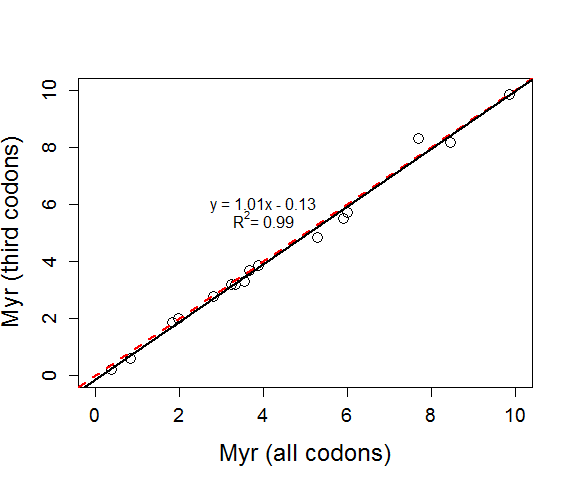 10
8
6
4
2
0
Myr (third codons)
y = 1.01x - 0.13
R²= 0.99
0 2 4 6 8 10
Myr (all codons)